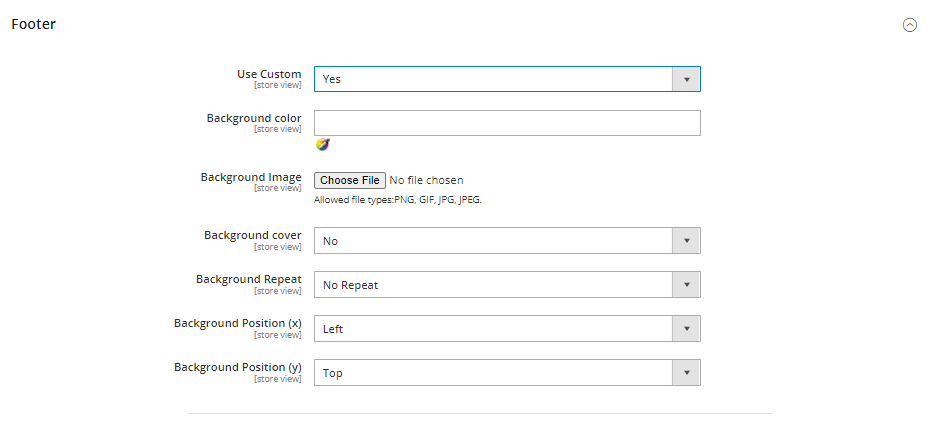 Footer
Use Custom
[store view]
Yes
Background color
[store view]
Background Image
[store view]
Choose File No file chosen
Allowed file types:PNG, GIF, JPG, JPEG.
Background cover
[store view]
No
Background Repeat
[store view]
No Repeat
Background Position (x)
[store view]
Left
Background Position (y)
[store view]
Top